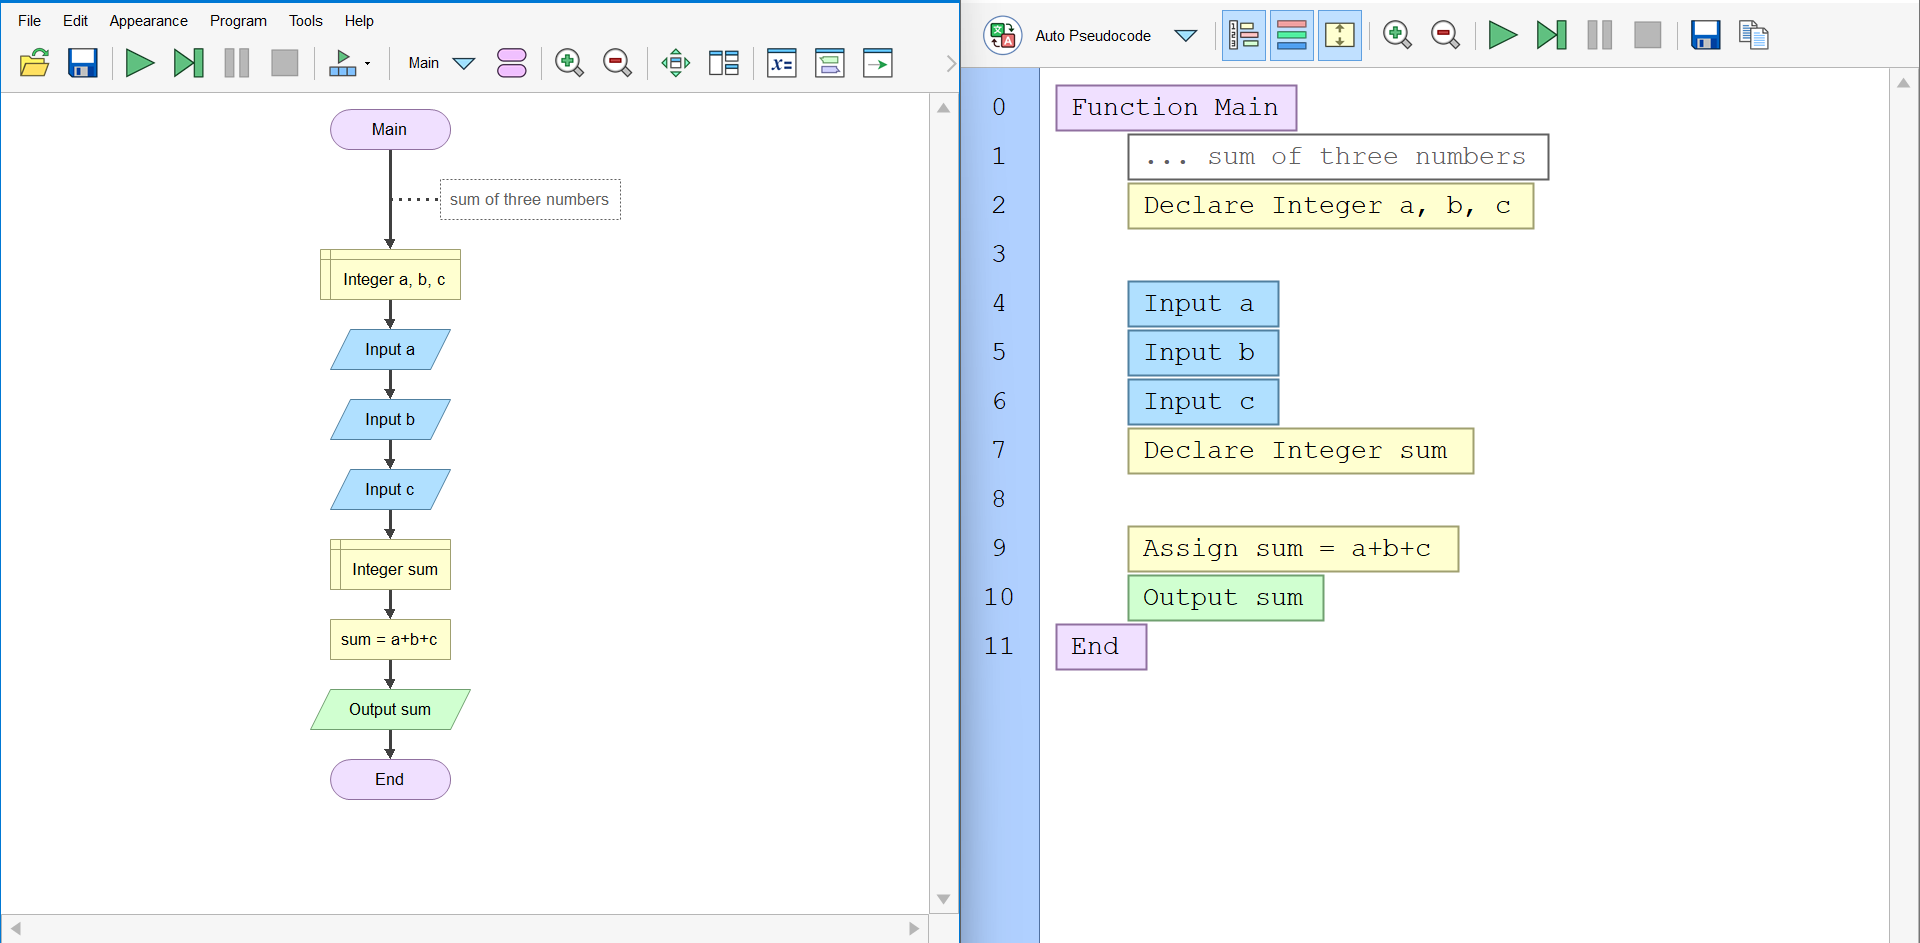 File Edit Appearance Program Tools Help
Main
x=
Main
sum of three numbers
Integer a, b, c
Input a
Input b
Input c
Integer sum
sum = a+b+c
Output sum
End
Auto Pseudocode
0 Function Main
1 ... sum of three numbers
2 Declare Integer a, b, c
3
4 Input a
5 Input b
6 Input c
7 Declare Integer sum
8
9 Assign sum = a+b+c
10 Output sum
11 End